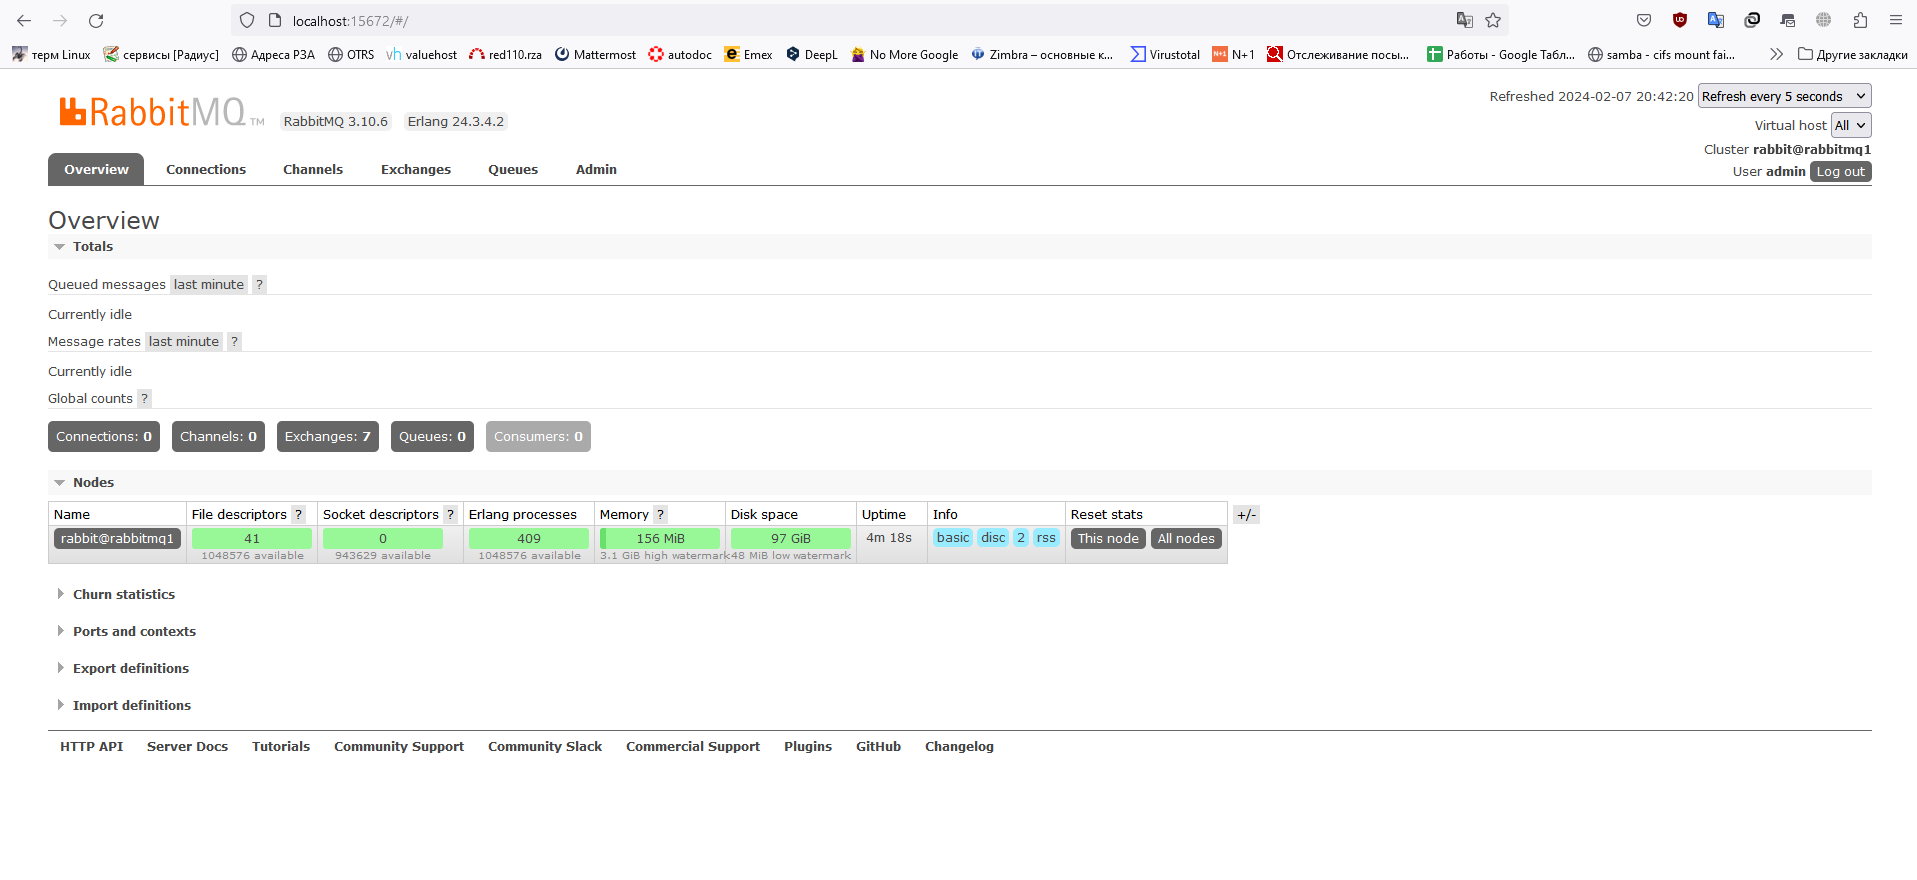 localhost:15672/#/
терм Linux сервисы [Радиус] Адреса РЗА OTRS valuehost red110.rza Mattermost autodoc Emex DeepL No More Google Zimbra – основные к... Virustotal N+1 Отслеживание посы... Работы - Google Табл... samba - cifs mount fai... Другие закладки
RabbitMQ TM RabbitMQ 3.10.6 Erlang 24.3.4.2
Refreshed 2024-02-07 20:42:20 Refresh every 5 seconds
Virtual host All
Cluster rabbit@rabbitmq1
User admin Log out
Overview Connections Channels Exchanges Queues Admin
Overview
Totals
Queued messages last minute ?
Currently idle
Message rates last minute ?
Currently idle
Global counts ?
Connections: 0 Channels: 0 Exchanges: 7 Queues: 0 Consumers: 0
Nodes
Name File descriptors ? Socket descriptors ? Erlang processes Memory ? Disk space Uptime Info Reset stats +/-
rabbit@rabbitmq1 41 0 409 156 MiB 97 GiB 4m 18s basic disc 2 rss This node All nodes
1048576 available 943629 available 1048576 available 3.1 GiB high watermark 48 MiB low watermark
Churn statistics
Ports and contexts
Export definitions
Import definitions
HTTP API Server Docs Tutorials Community Support Community Slack Commercial Support Plugins GitHub Changelog